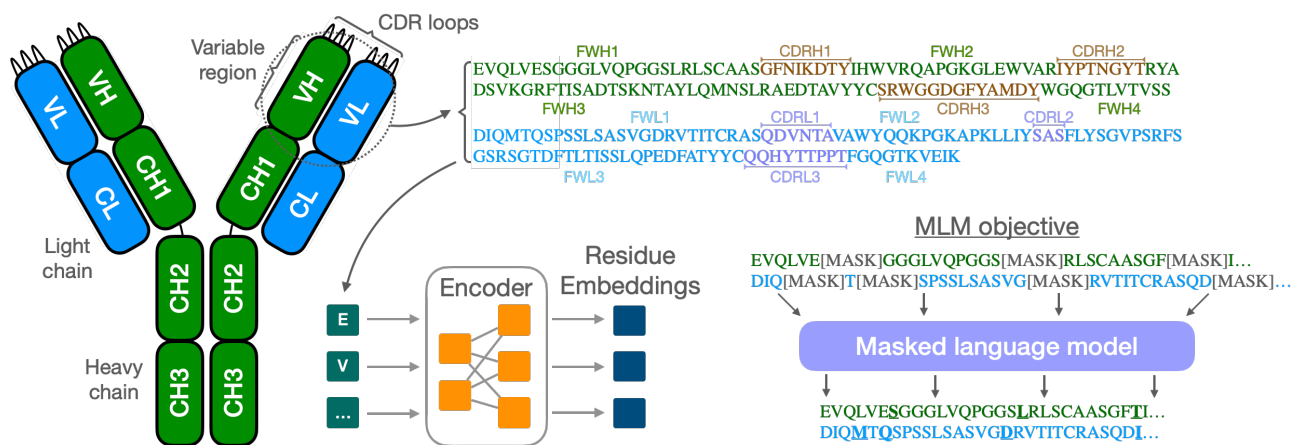 CDR loops
Variable
region
VH
VL
VH
VL
CH1
CL
CH1
CL
Light
chain
CH2
CH2
Heavy
chain
CH3
CH3
FWH1
CDRH1
FWH2
CDRH2
EVQLVESGGGLVQPGGSLRLSCAASGFNIKDTYIHWVRQAPGKGLEWVARIYPTNGYTRYA
DSVKGRFTISADTSKNTAYLQMNSLRAEDTAVYYCSRWGGDGFYAMDYWGQGTLVTVSS
FWH3
CDRH3
FWH4
FWL1
CDRL1
FWL2
CDRL2
DIQMTQSPSSLSASVGDRVTITCRASQDVNTAVAWYQQKPGKAPKLLIYSASFLYSGVPSRFS
GSRSGTDFTLTISSLQPEDFATYYCQQHYTTPPTFGQGTKVEIK
FWL3
CDRL3
FWL4
Encoder
Residue
Embeddings
E
V
...
MLM objective
EVQLVE[MASK]GGGLVQPGGS[MASK]RLSCAASGF[MASK]I...
DIQ[MASK]T[MASK]SPSSLSASVG[MASK]RVTITCRASQD[MASK]...
Masked language model
EVQLVESGGGLVQPGGSLRLSCAASGFTI...
DIQMTQSPSSLSASVGDRVTITCRASQDI...